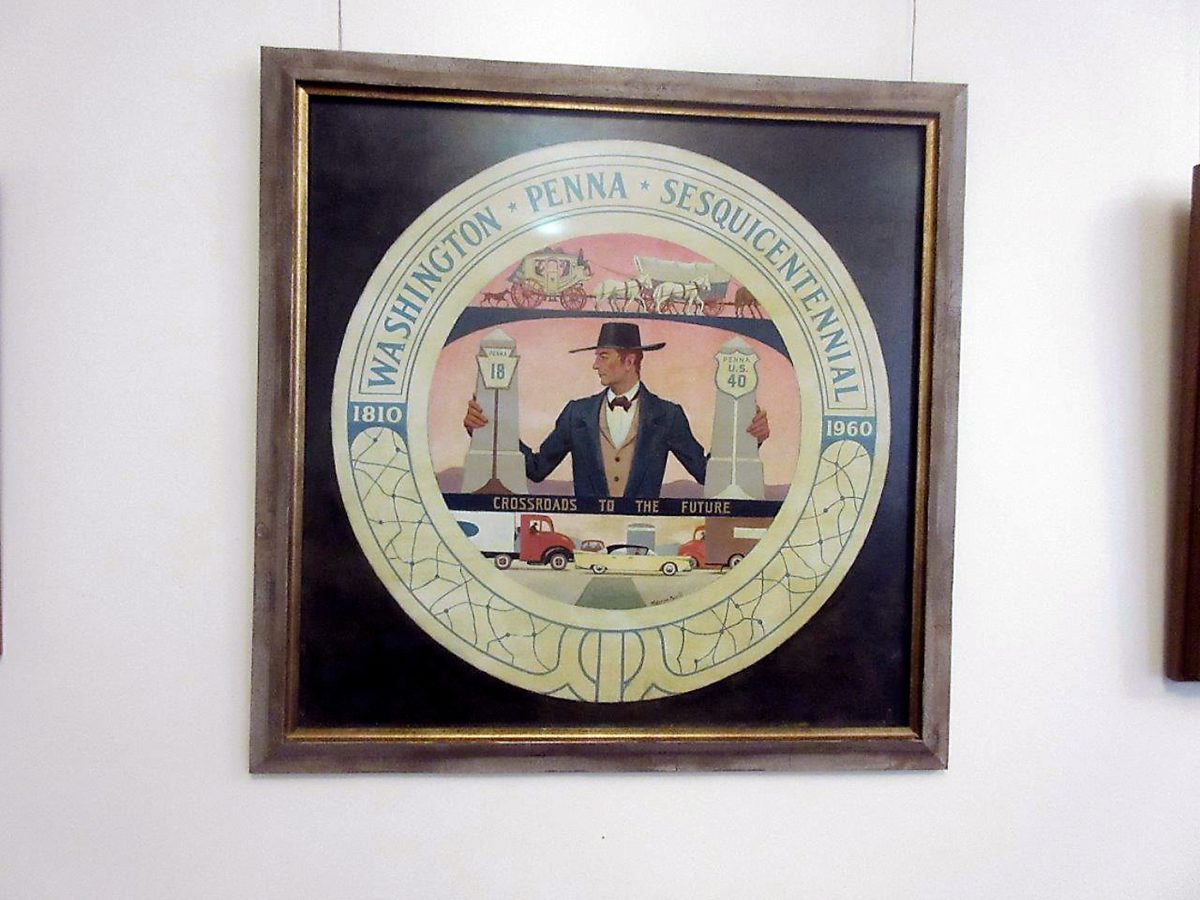 WASHINGTON ★ PENNA ★ SESQUICENTENNIAL
1810
1960
PENNA
18
PENNA
U.S.
40
CROSSROADS TO THE FUTURE